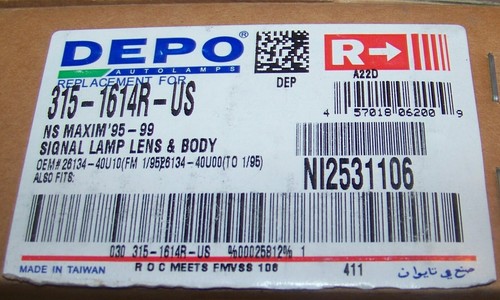 DEPO®
AUTOLAMPS
REPLACEMENT FOR
DEP
R→
A22D
4 57018 06200 9
315-1614R-US
NS MAXIM'95-99
SIGNAL LAMP LENS & BODY
OEM# 26134-40U10(FM 1/95)26134-40U00(TO 1/95)
ALSO FITS:
NI2531106
030 315-1614R-US %00025B12% 1
MADE IN TAIWAN
R O C MEETS FMVSS 108
411
صنع في تايوان